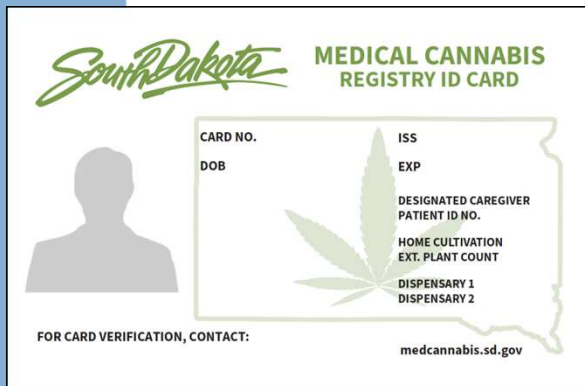 South Dakota
MEDICAL CANNABIS
REGISTRY ID CARD
CARD NO.
ISS
DOB
EXP
DESIGNATED CAREGIVER
PATIENT ID NO.
HOME CULTIVATION
EXT. PLANT COUNT
DISPENSARY 1
DISPENSARY 2
FOR CARD VERIFICATION, CONTACT:
medcannabis.sd.gov